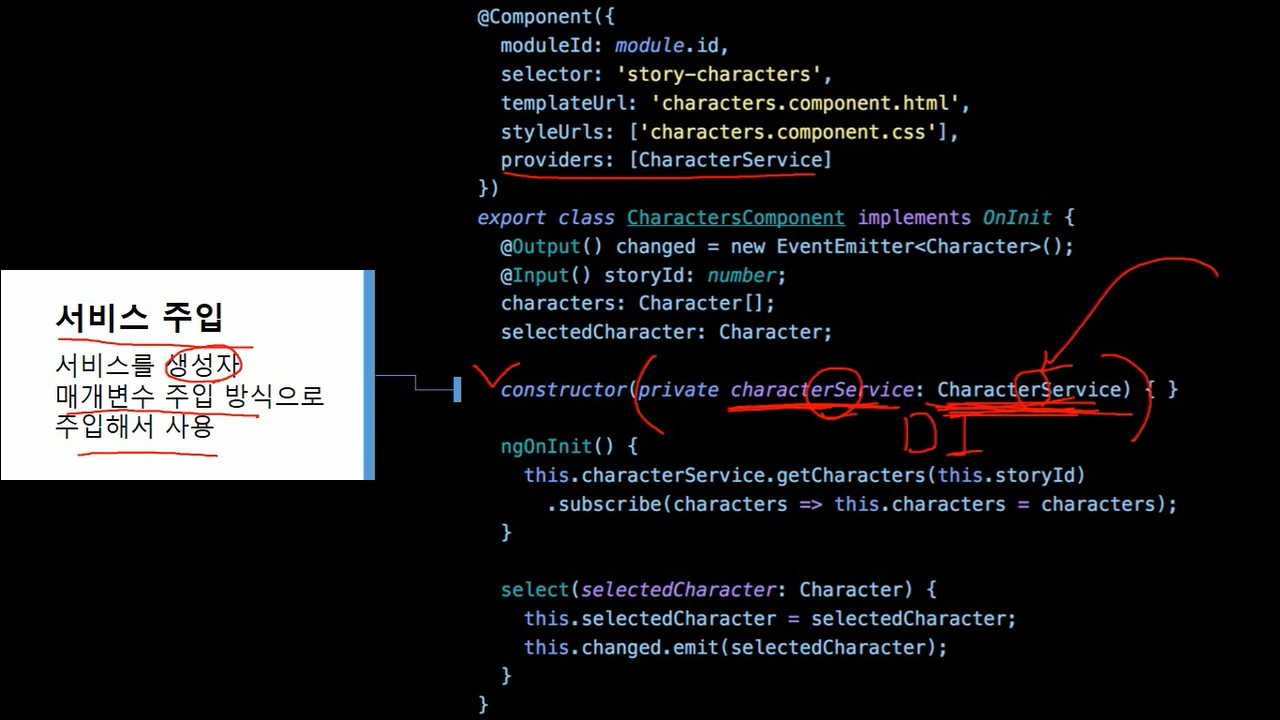 서비스 주입
서비스를 생성자
매개변수 주입 방식으로
주입해서 사용
@Component({
moduleId: module.id,
selector: 'story-characters',
templateUrl: 'characters.component.html',
styleUrls: ['characters.component.css'],
providers: [CharacterService]
})
export class CharactersComponent implements OnInit {
@Output() changed = new EventEmitter<Character>();
@Input() storyId: number;
characters: Character[];
selectedCharacter: Character;
constructor(private characterService: CharacterService) { }
DI
ngOnInit() {
this.characterService.getCharacters(this.storyId)
.subscribe(characters => this.characters = characters);
}
select(selectedCharacter: Character) {
this.selectedCharacter = selectedCharacter;
this.changed.emit(selectedCharacter);
}
}